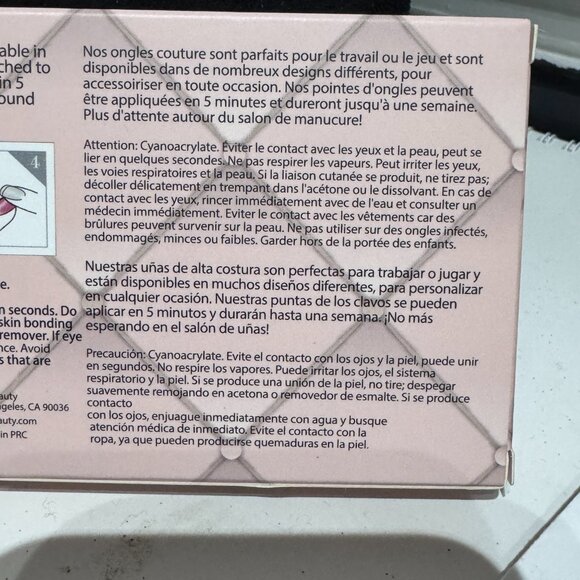 able in
ched to
in 5
ound
4
e.
n seconds. Do
skin bonding
remover. If eye
nce. Avoid
s that are
auty
geles, CA 90036
auty.com
in PRC
Nos ongles couture sont parfaits pour le travail ou le jeu et sont
disponibles dans de nombreux designs différents, pour
accessoiriser en toute occasion. Nos pointes d'ongles peuvent
être appliquées en 5 minutes et dureront jusqu'à une semaine.
Plus d'attente autour du salon de manucure!
Attention: Cyanoacrylate. Éviter le contact avec les yeux et la peau, peut se
lier en quelques secondes. Ne pas respirer les vapeurs. Peut irriter les yeux,
les voies respiratoires et la peau. Si la liaison cutanée se produit, ne tirez pas;
décoller délicatement en trempant dans l'acétone ou le dissolvant. En cas de
contact avec les yeux, rincer immédiatement avec de l'eau et consulter un
médecin immédiatement. Eviter le contact avec les vêtements car des
brûlures peuvent survenir sur la peau. Ne pas utiliser sur des ongles infectés,
endommagés, minces ou faibles. Garder hors de la portée des enfants.
Nuestras uñas de alta costura son perfectas para trabajar o jugar y
están disponibles en muchos diseños diferentes, para personalizar
en cualquier ocasión. Nuestras puntas de los clavos se pueden
aplicar en 5 minutos y durarán hasta una semana. ¡No más
esperando en el salón de uñas!
Precaución: Cyanoacrylate. Evite el contacto con los ojos y la piel, puede unir
en segundos. No respire los vapores. Puede irritar los ojos, el sistema
respiratorio y la piel. Si se produce una unión de la piel, no tire; despegar
suavemente remojando en acetona o removedor de esmalte. Si se produce
contacto
con los ojos, enjuague inmediatamente con agua y busque
atención médica de inmediato. Evite el contacto con la
ropa, ya que pueden producirse quemaduras en la piel.